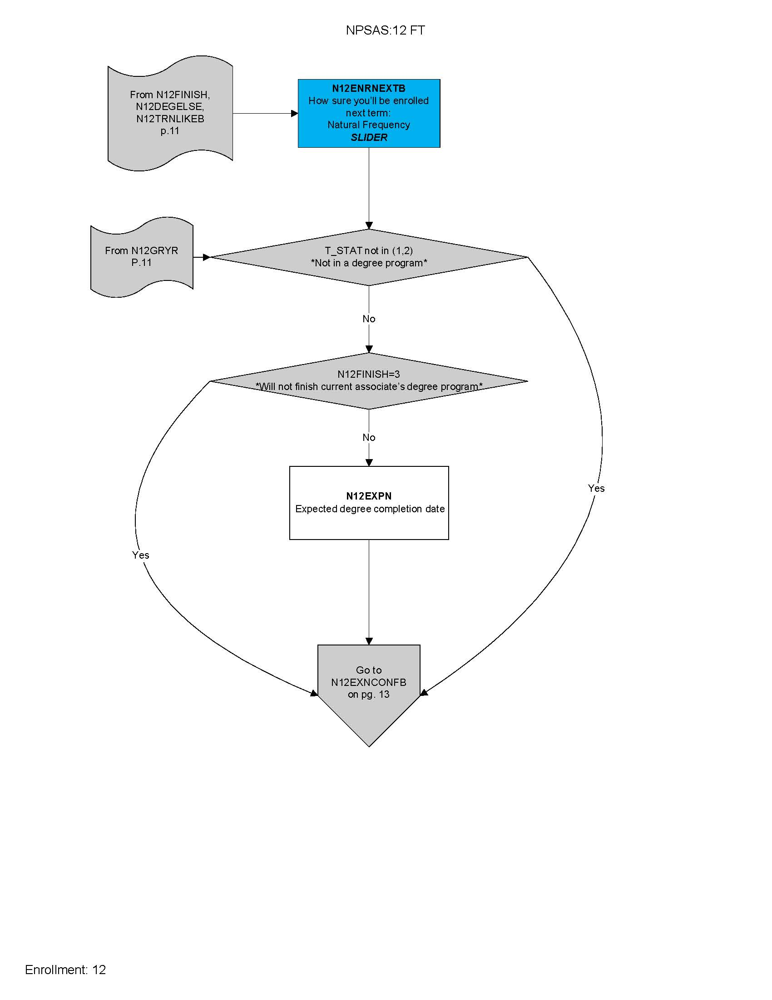 NPSAS:12 FT
From N12FINISH,
N12DEGELSE,
N12TRNLIKEB
p.11
N12ENRNEXTB
How sure you'll be enrolled
next term:
Natural Frequency
SLIDER
From N12GRYR
P.11
T_STAT not in (1,2)
*Not in a degree program*
No
N12FINISH=3
*Will not finish current associate's degree program*
No
N12EXPN
Expected degree completion date
Yes
Yes
Go to
N12EXNCONFB
on pg. 13
Enrollment: 12